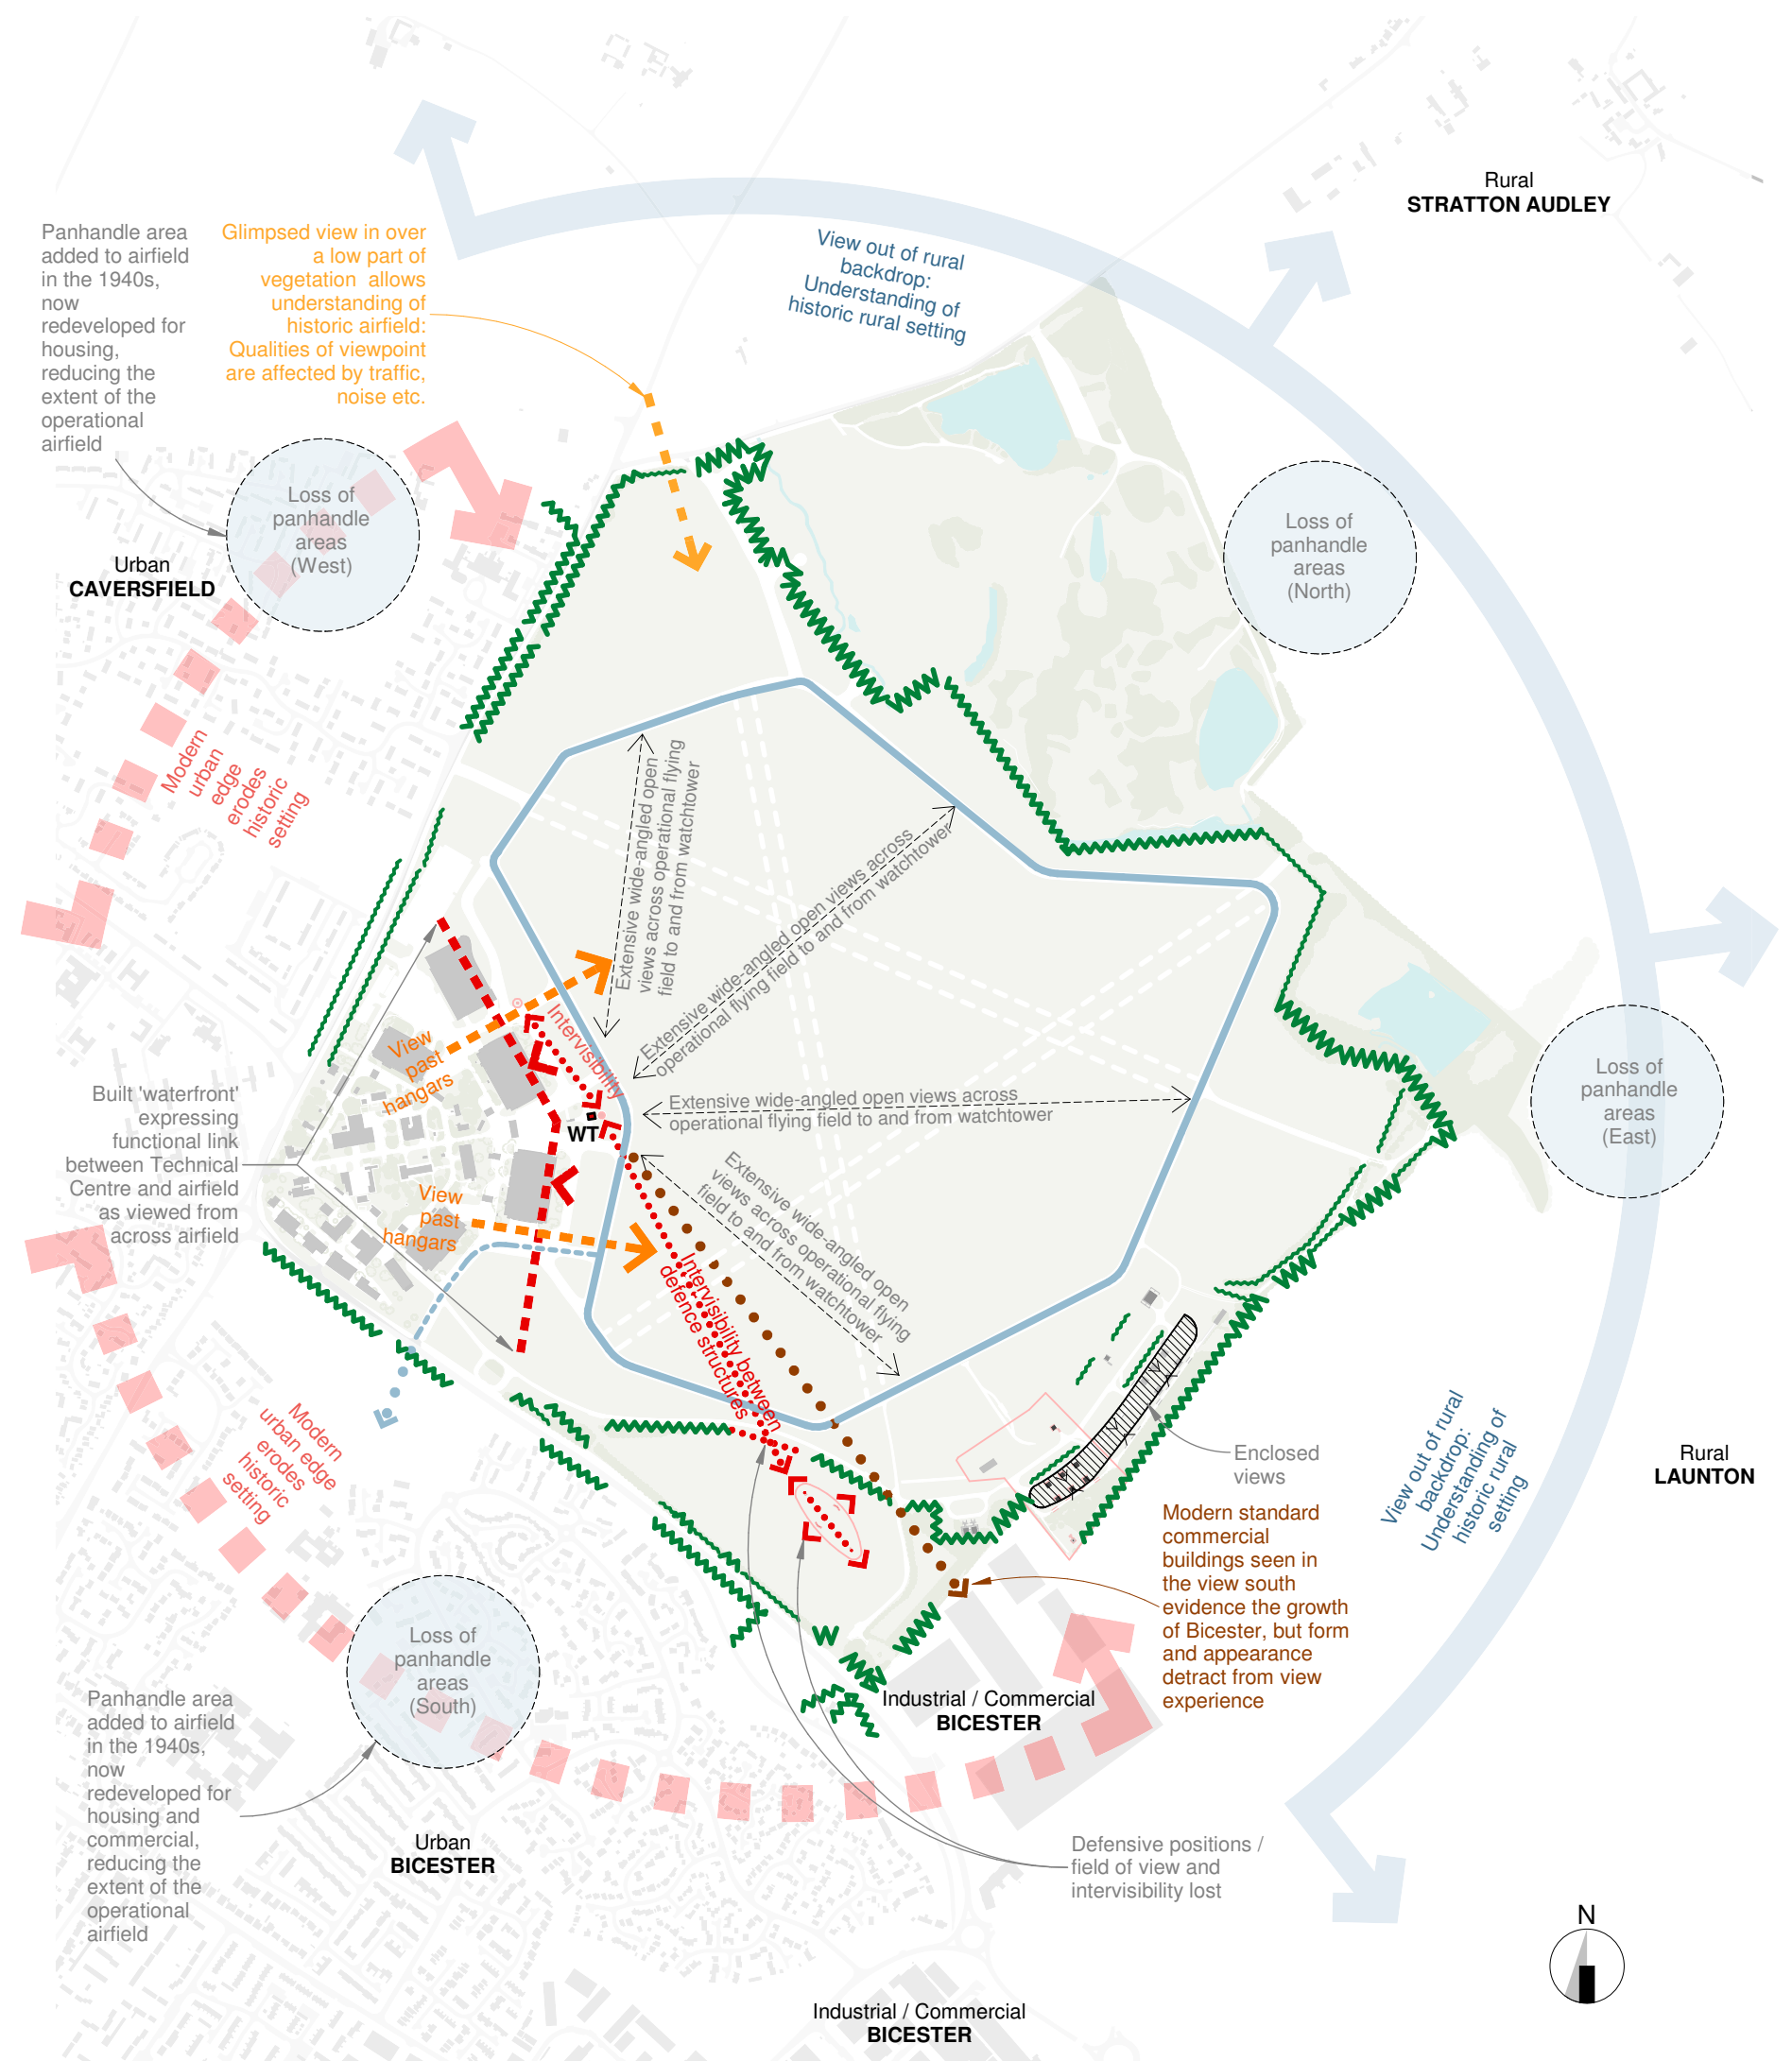 Rural
STRATTON AUDLEY
Panhandle area
added to airfield
in the 1940s,
now
redeveloped for
housing,
reducing the
extent of the
operational
airfield
Glimpsed view in over
a low part of
vegetation allows
understanding of
historic airfield:
Qualities of viewpoint
are affected by traffic,
noise etc.
View out of rural
backdrop:
Understanding of
historic rural setting
Loss of
panhandle
areas
(West)
Loss of
panhandle
areas
(North)
Urban
CAVERSFIELD
Modern
urban
edge
erodes
historic
setting
Extensive wide-angled open
views across operational flying
field to and from watchtower
Extensive wide-angled open views across
operational flying field to and from watchtower
Intervisibility
View
past
hangars
Extensive wide-angled open views across
operational flying field to and from watchtower
WT
Built 'waterfront'
expressing
functional link
between Technical
Centre and airfield
as viewed from
across airfield
Loss of
panhandle
areas
(East)
View
past
hangars
Extensive wide-angled open
views across operational flying
field to and from watchtower
Intervisibility between
defence structures
Modern
urban edge
erodes
historic
setting
Enclosed
views
View out of rural
backdrop:
Understanding of
historic rural
setting
Rural
LAUNTON
Modern standard
commercial
buildings seen in
the view south
evidence the growth
of Bicester, but form
and appearance
detract from view
experience
Loss of
panhandle
areas
(South)
Panhandle area
added to airfield
in the 1940s,
now
redeveloped for
housing and
commercial,
reducing the
extent of the
operational
airfield
Industrial / Commercial
BICESTER
Urban
BICESTER
Defensive positions /
field of view and
intervisibility lost
N
Industrial / Commercial
BICESTER